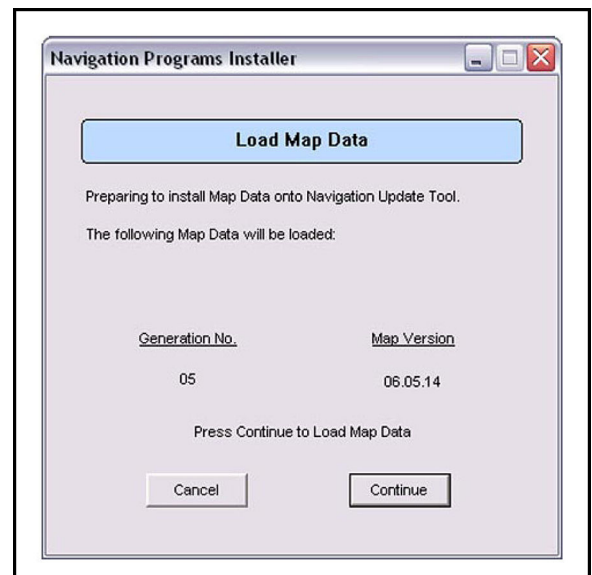 Navigation Programs Installer
Load Map Data
Preparing to install Map Data onto Navigation Update Tool.
The following Map Data will be loaded:
Generation No. Map Version
05 06.05.14
Press Continue to Load Map Data
Cancel Continue